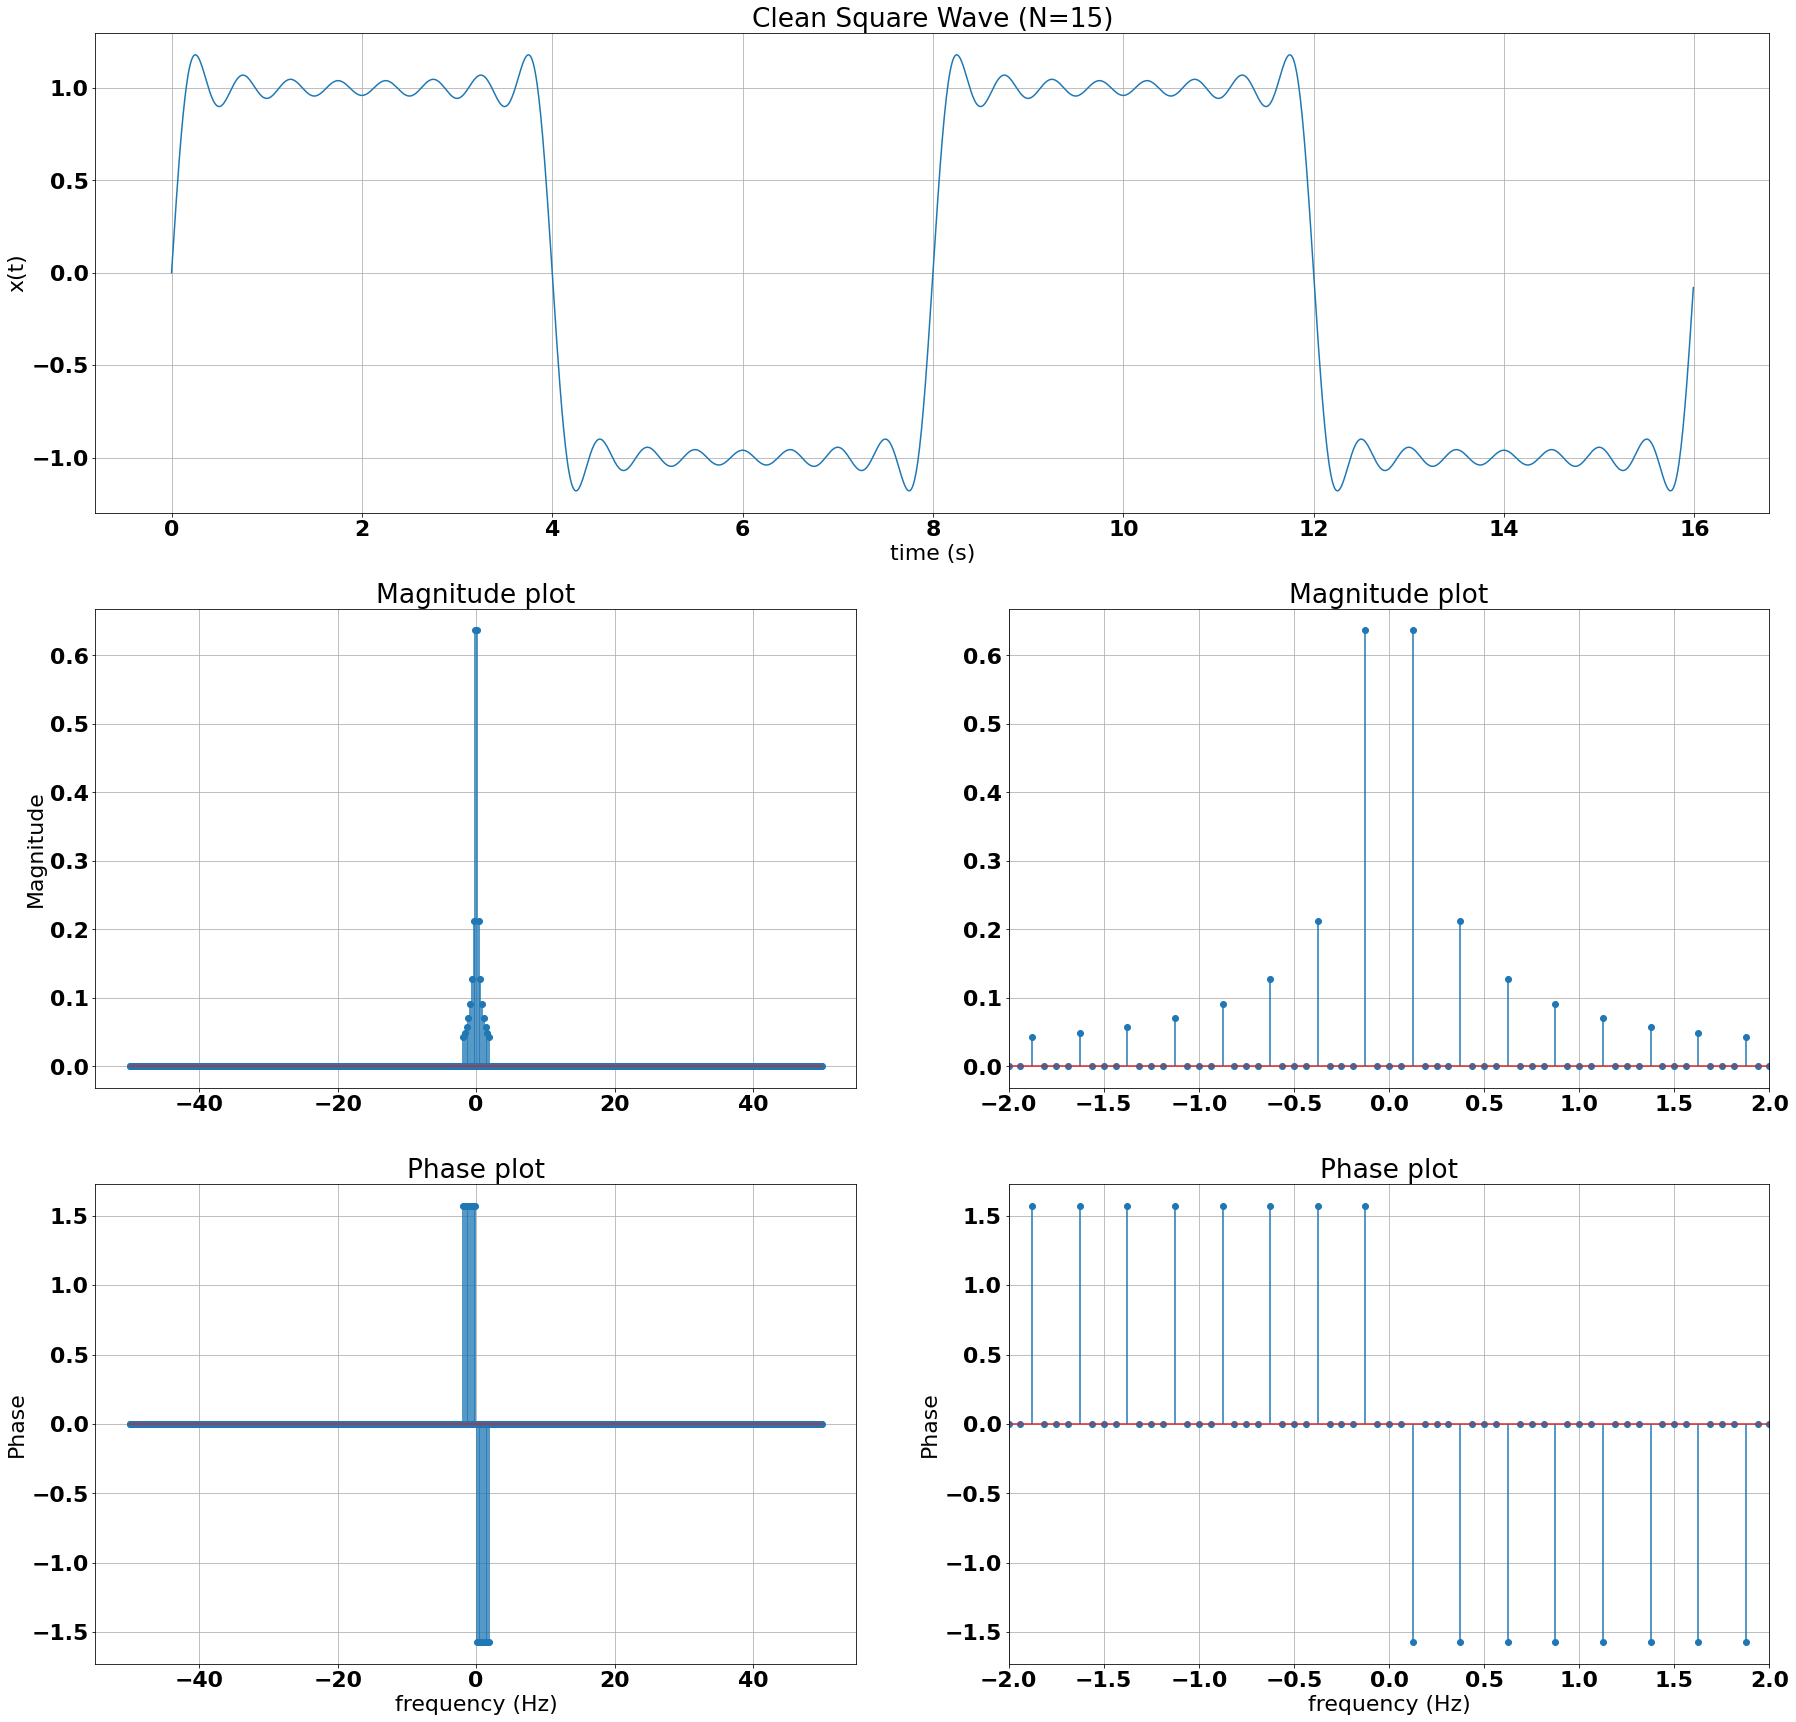 Clean Square Wave (N=15)
1.0
0.5
0.0
−0.5
−1.0
x(t)
0 2 4 6 8 10 12 14 16
time (s)
Magnitude plot
0.6
0.5
0.4
0.3
0.2
0.1
0.0
Magnitude
−40 −20 0 20 40
Magnitude plot
0.6
0.5
0.4
0.3
0.2
0.1
0.0
−2.0 −1.5 −1.0 −0.5 0.0 0.5 1.0 1.5 2.0
Phase plot
1.5
1.0
0.5
0.0
−0.5
−1.0
−1.5
Phase
−40 −20 0 20 40
frequency (Hz)
Phase plot
1.5
1.0
0.5
0.0
−0.5
−1.0
−1.5
Phase
−2.0 −1.5 −1.0 −0.5 0.0 0.5 1.0 1.5 2.0
frequency (Hz)